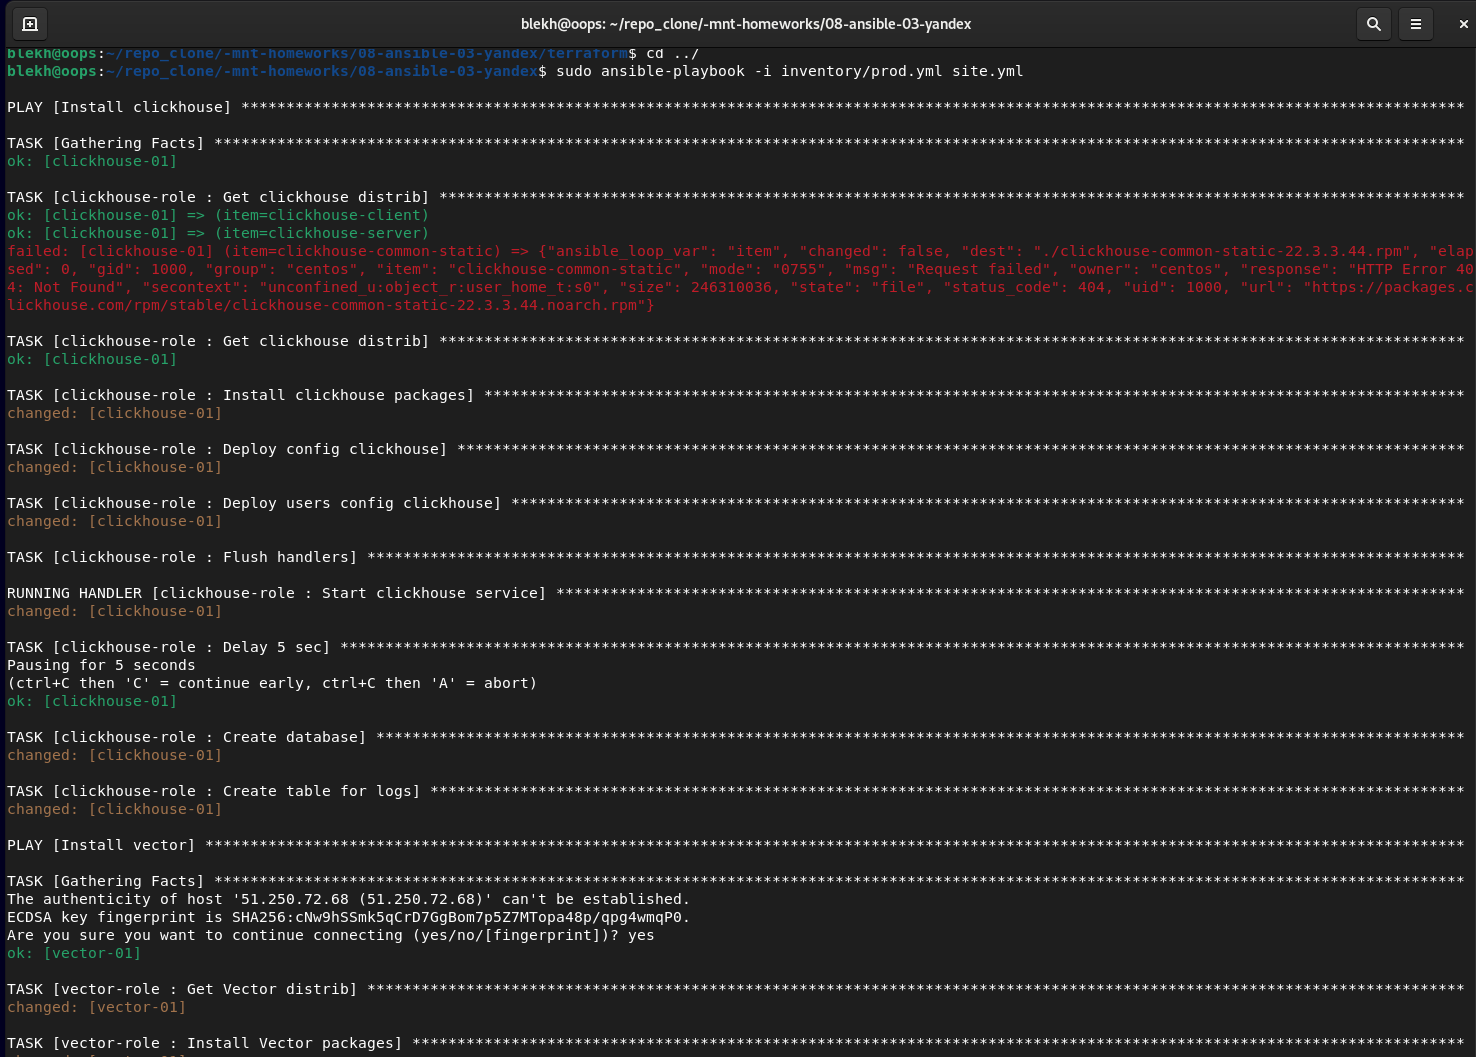 blekh@oops: ~/repo_clone/-mnt-homeworks/08-ansible-03-yandex
blekh@oops:~/repo_clone/-mnt-homeworks/08-ansible-03-yandex/terraform$ cd ../
blekh@oops:~/repo_clone/-mnt-homeworks/08-ansible-03-yandex$ sudo ansible-playbook -i inventory/prod.yml site.yml
PLAY [Install clickhouse] ****************************************************************************************************************************************
TASK [Gathering Facts] *******************************************************************************************************************************************
ok: [clickhouse-01]
TASK [clickhouse-role : Get clickhouse distrib] ******************************************************************************************************************
ok: [clickhouse-01] => (item=clickhouse-client)
ok: [clickhouse-01] => (item=clickhouse-server)
failed: [clickhouse-01] (item=clickhouse-common-static) => {"ansible_loop_var": "item", "changed": false, "dest": "./clickhouse-common-static-22.3.3.44.rpm", "elap
sed": 0, "gid": 1000, "group": "centos", "item": "clickhouse-common-static", "mode": "0755", "msg": "Request failed", "owner": "centos", "response": "HTTP Error 40
4: Not Found", "secontext": "unconfined_u:object_r:user_home_t:s0", "size": 246310036, "state": "file", "status_code": 404, "uid": 1000, "url": "https://packages.c
lickhouse.com/rpm/stable/clickhouse-common-static-22.3.3.44.noarch.rpm"}
TASK [clickhouse-role : Get clickhouse distrib] ******************************************************************************************************************
ok: [clickhouse-01]
TASK [clickhouse-role : Install clickhouse packages] *************************************************************************************************************
changed: [clickhouse-01]
TASK [clickhouse-role : Deploy config clickhouse] ****************************************************************************************************************
changed: [clickhouse-01]
TASK [clickhouse-role : Deploy users config clickhouse] **********************************************************************************************************
changed: [clickhouse-01]
TASK [clickhouse-role : Flush handlers] **************************************************************************************************************************
RUNNING HANDLER [clickhouse-role : Start clickhouse service] *****************************************************************************************************
changed: [clickhouse-01]
TASK [clickhouse-role : Delay 5 sec] *****************************************************************************************************************************
Pausing for 5 seconds
(ctrl+C then 'C' = continue early, ctrl+C then 'A' = abort)
ok: [clickhouse-01]
TASK [clickhouse-role : Create database] *************************************************************************************************************************
changed: [clickhouse-01]
TASK [clickhouse-role : Create table for logs] *******************************************************************************************************************
changed: [clickhouse-01]
PLAY [Install vector] ********************************************************************************************************************************************
TASK [Gathering Facts] *******************************************************************************************************************************************
The authenticity of host '51.250.72.68 (51.250.72.68)' can't be established.
ECDSA key fingerprint is SHA256:cNw9hSSmk5qCrD7GgBom7p5Z7MTopa48p/qpg4wmqP0.
Are you sure you want to continue connecting (yes/no/[fingerprint])? yes
ok: [vector-01]
TASK [vector-role : Get Vector distrib] **************************************************************************************************************************
changed: [vector-01]
TASK [vector-role : Install Vector packages] *********************************************************************************************************************